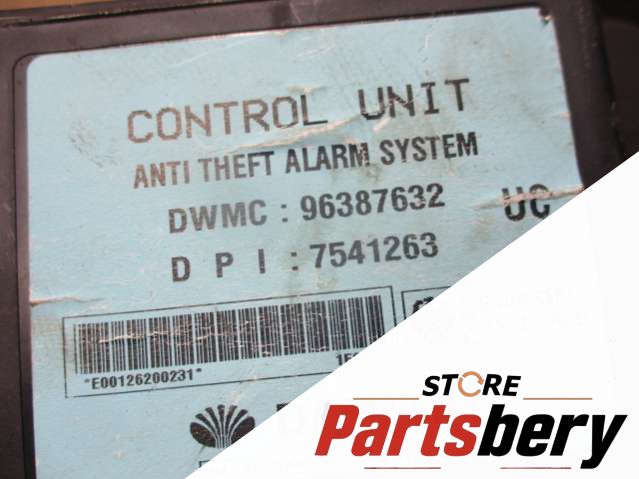 CONTROL UNIT
ANTI THEFT ALARM SYSTEM
DWMC : 96387632 UC
D P I : 7541263
*E00126200231*
STORE
Partsbery